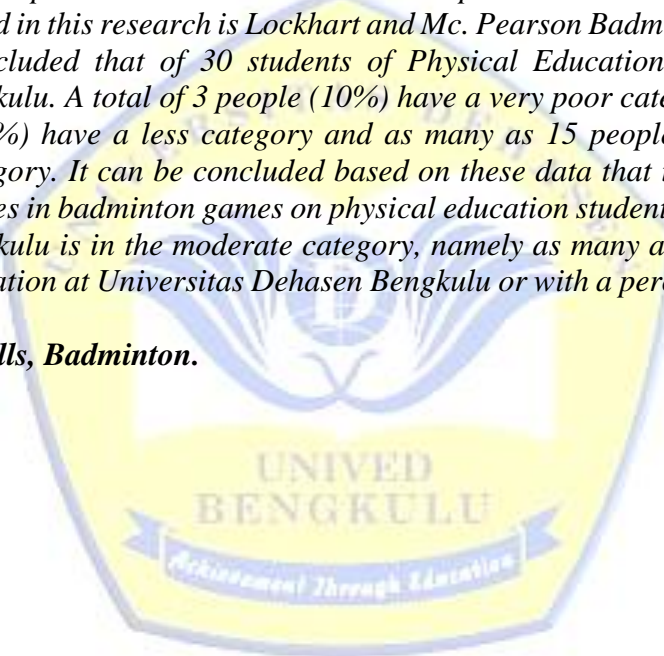 d in this research is Lockhart and Mc. Pearson Badm
cluded that of 30 students of Physical Education
kulu. A total of 3 people (10%) have a very poor cate
%) have a less category and as many as 15 people
gory. It can be concluded based on these data that
es in badminton games on physical education student
kulu is in the moderate category, namely as many a
ation at Universitas Dehasen Bengkulu or with a per
lls, Badminton.
UNIVERSITAS DEHASEN
UNIVED
BENGKULU
Achievement Through Education